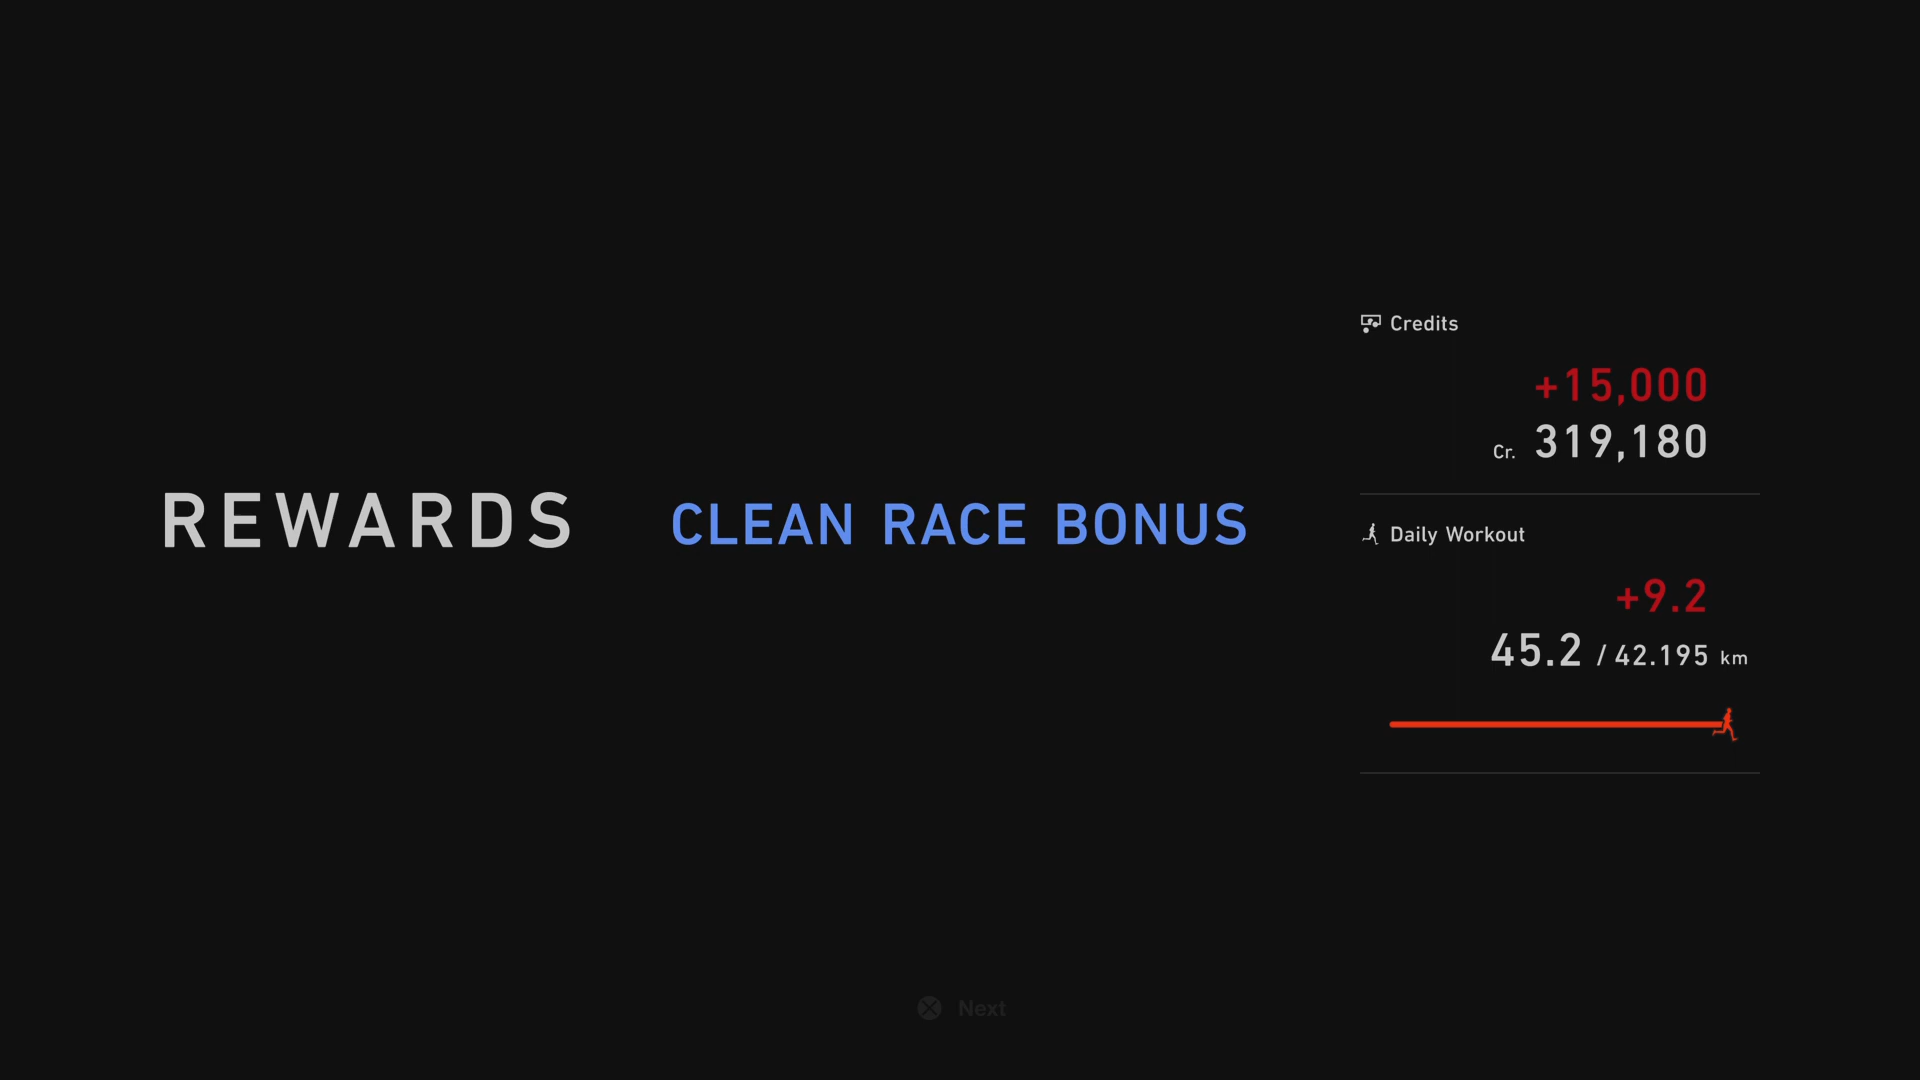 REWARDS
CLEAN RACE BONUS
Credits
+15,000
Cr. 319,180
Daily Workout
+9.2
45.2 / 42.195 km
Next